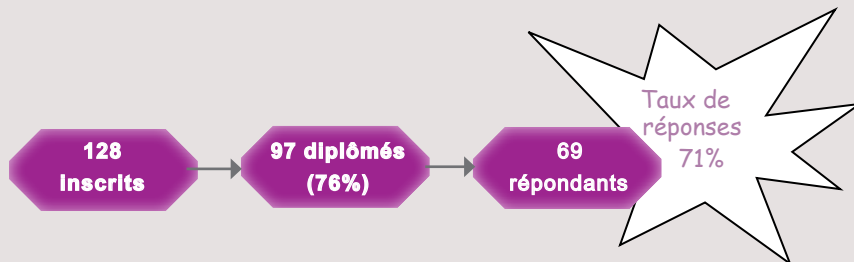 128
inscrits
97 diplômés
(76%)
69
répondants
Taux de
réponses
71%